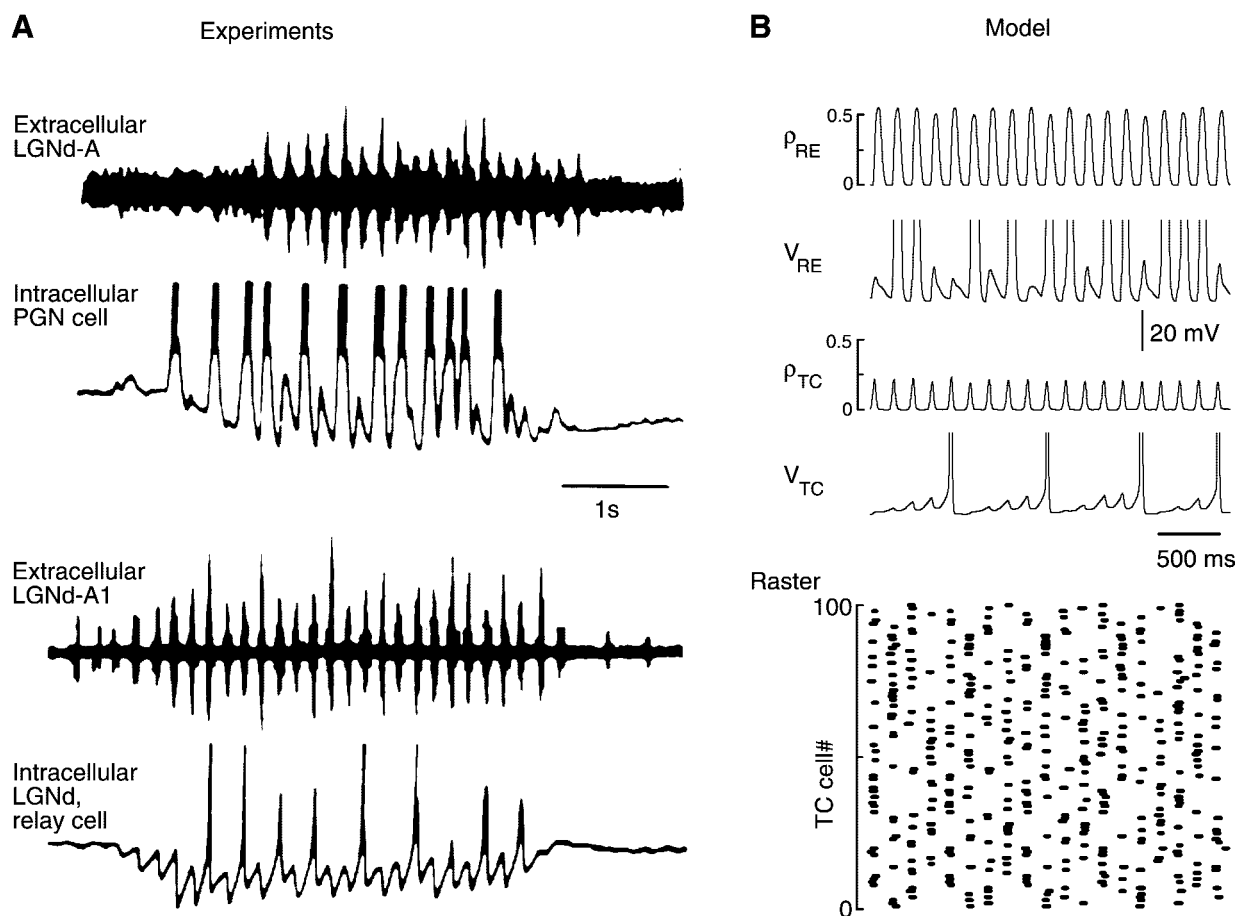 A
Experiments
Extracellular
LGNd-A
Intracellular
PGN cell
1s
Extracellular
LGNd-A1
Intracellular
LGNd,
relay cell
B
Model
0.5
ρRE
0
VRE
20 mV
0.5
ρTC
0
VTC
500 ms
Raster
100
TC cell#
0